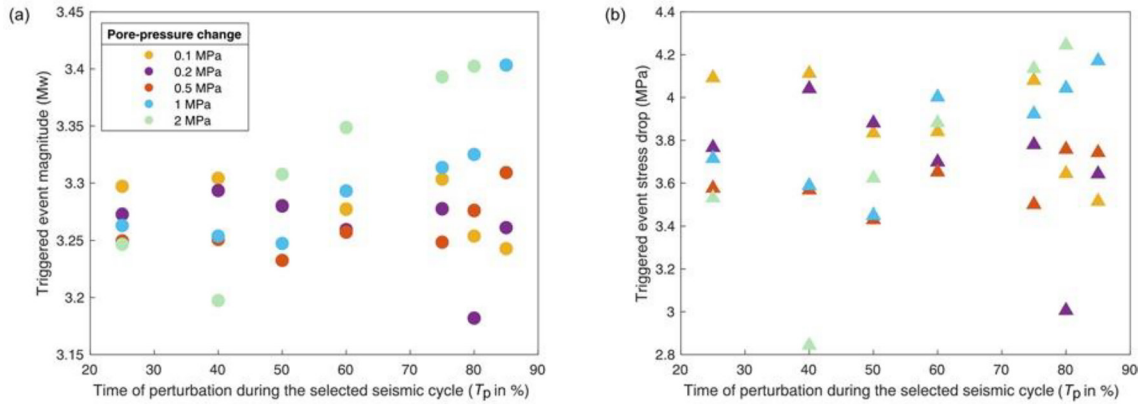 (a)
Triggered event magnitude (Mw)
3.45
3.4
3.35
3.3
3.25
3.2
3.15
Pore-pressure change
0.1 MPa
0.2 MPa
0.5 MPa
1 MPa
2 MPa
20 30 40 50 60 70 80 90
Time of perturbation during the selected seismic cycle (Tp in %)
(b)
Triggered event stress drop (MPa)
4.4
4.2
4
3.8
3.6
3.4
3.2
3
2.8
20 30 40 50 60 70 80 90
Time of perturbation during the selected seismic cycle (Tp in %)